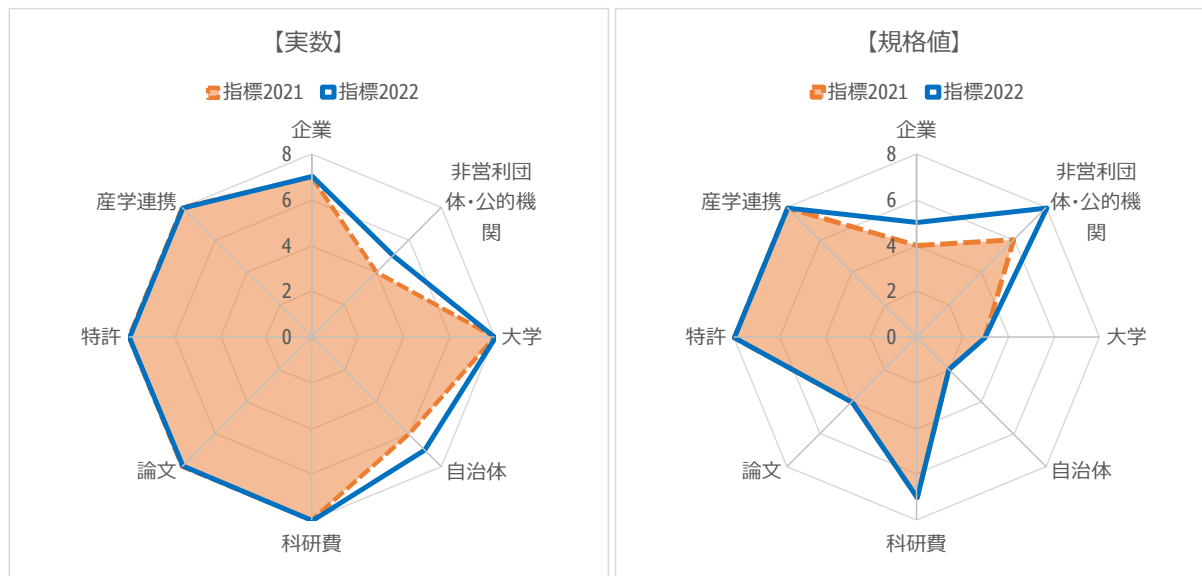 【実数】
指標2021 指標2022
企業
8
非営利団
体・公的機
関
産学連携
6
4
2
特許
0
大学
論文
自治体
科研費
【規格値】
指標2021 指標2022
企業
8
非営利団
体・公的機
関
産学連携
6
4
2
特許
0
大学
論文
自治体
科研費